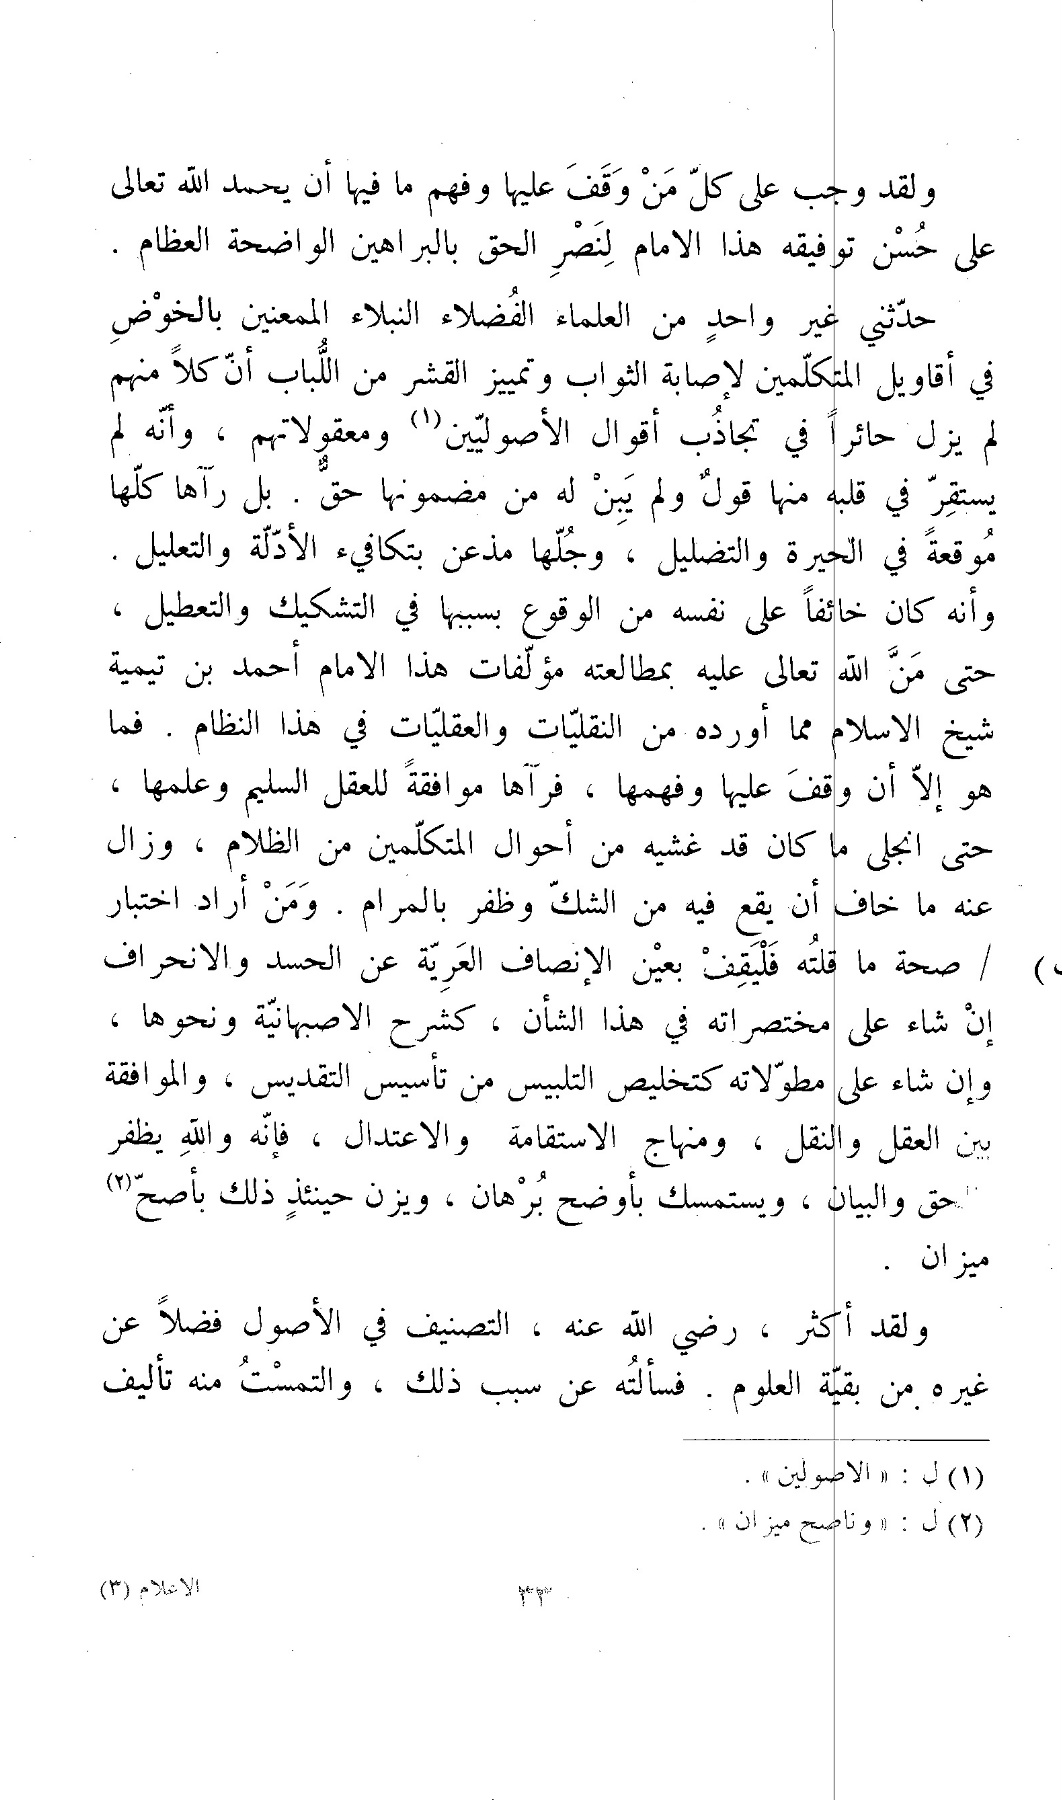 ولقد وجب على كلّ مَنْ وَقَفَ عليها وفهم ما فيها أن يحمد الله تعالى
على حُسْن توفيقه هذا الامام لِنَصْرِ الحق بالبراهين الواضحة العظام .
حدّثني غير واحدٍ من العلماء الفُضلاء النبلاء الممعنين بالخوْضِ
في أقاويل المتكلّمين لإصابة الثواب وتمييز القشر من اللُّباب أنّ كلاً منهم
لم يزل حائراً في تجاذُب أقوال الأصوليّين(١) ومعقولاتهم ، وأنّه لم
يستقِرّ في قلبه منها قولٌ ولم يَبِنْ له من مضمونها حقٌّ . بل رآها كلّها
مُوقعةً في الحيرة والتضليل ، وجُلّها مذعن بتكافيء الأدّلة والتعليل .
وأنه كان خائفاً على نفسه من الوقوع بسببها في التشكيك والتعطيل ،
حتى مَنَّ الله تعالى عليه بمطالعته مؤلّفات هذا الامام أحمد بن تيمية
شيخ الاسلام مما أورده من النقليّات والعقليّات في هذا النظام . فما
هو إلاّ أن وقفَ عليها وفهمها ، فرآها موافقةً للعقل السليم وعلمها ،
حتى انجلى ما كان قد غشيه من أحوال المتكلّمين من الظلام ، وزال
عنه ما خاف أن يقع فيه من الشكّ وظفر بالمرام . وَمَنْ أراد اختبار
/ صحة ما قلتُه فَلْيَقِفْ بعيْن الإنصاف العَرِيّة عن الحسد والانحراف
إنْ شاء على مختصراته في هذا الشأن ، كشرح الاصبهانيّة ونحوها ،
وإن شاء على مطوّلاته كتخليص التلبيس من تأسيس التقديس ، والموافقة
بين العقل والنقل ، ومنهاج الاستقامة والاعتدال ، فإنّه واللهِ يظفر
بالحق والبيان ، ويستمسك بأوضح بُرْهان ، ويزن حينئذٍ ذلك بأصحّ(٢)
ميزان .
ولقد أكثر ، رضي الله عنه ، التصنيف في الأصول فضلاً عن
غيره من بقيّة العلوم . فسألتُه عن سبب ذلك ، والتمسْتُ منه تأليف
(١) ل : « الاصولين » .
(٢) ل : « وناصح ميزان » .
٣٣
الاعلام (٣)